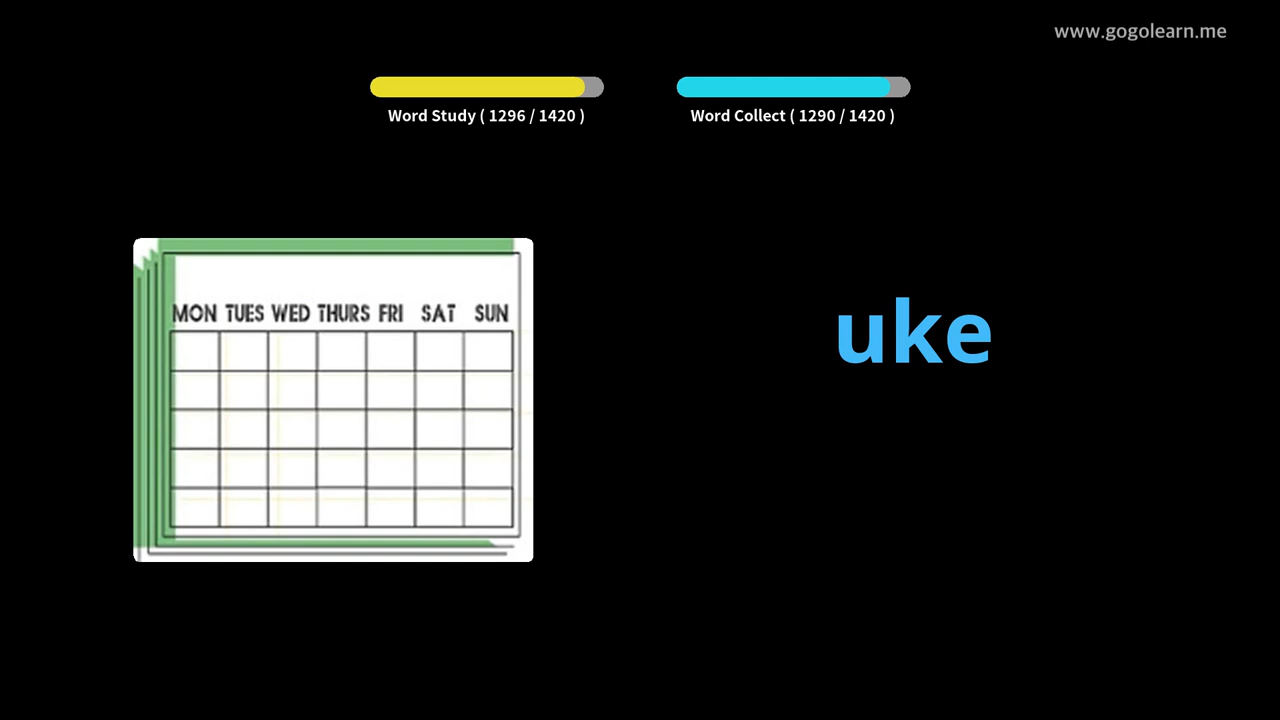 www.gogolearn.me
Word Study ( 1296 / 1420 )
Word Collect ( 1290 / 1420 )
MON TUES WED THURS FRI SAT SUN
uke